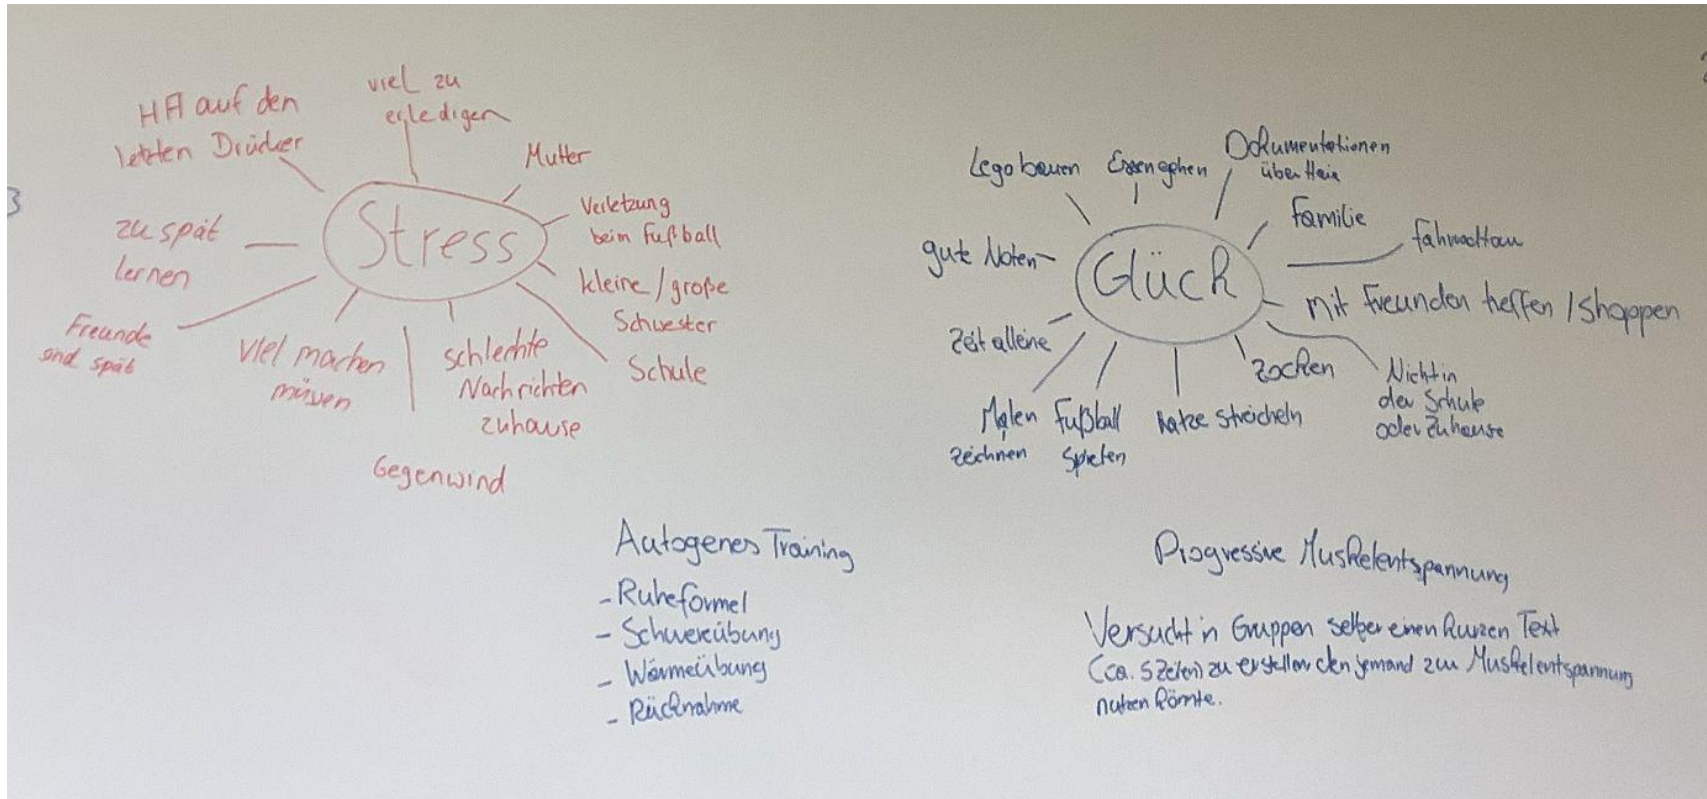 HA auf den
letzten Drücker
viel zu
erledigen
Mutter
Verletzung
beim Fußball
kleine / große
Schwester
Schule
schlechte
Nachrichten
zuhause
Gegenwind
viel machen
müssen
Freunde
sind spät
zu spät
lernen
Stress
Lego bauen
Essen gehen
Dokumentationen
über Haie
Familie
mit Freunden treffen / Shoppen
Nicht in
der Schule
oder zuhause
zocken
Katze streicheln
Fußball
spielen
Malen
zeichnen
Zeit alleine
gute Noten
Glück
Autogenes Training
- Ruheformel
- Schwereübung
- Wärmeübung
- Rücknahme
Progressive Muskelentspannung
Versucht in Gruppen selber einen kurzen Text
(ca. 5 Zeilen) zu erstellen den jemand zur Muskelentspannung
nutzen könnte.